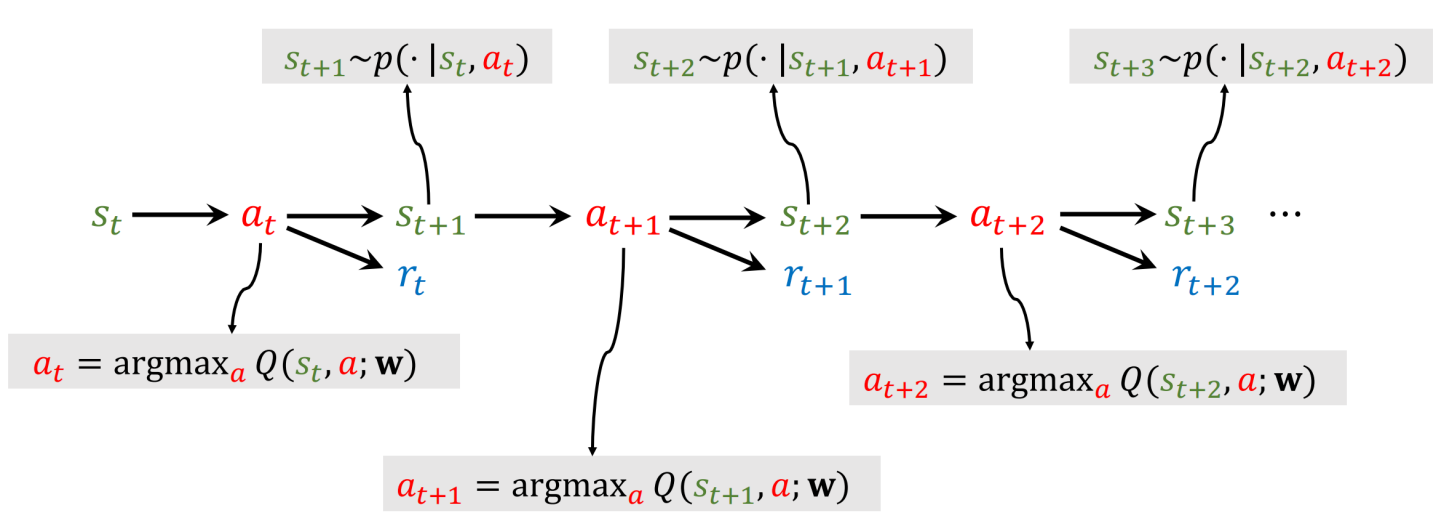 s_{t+1}~p(· |s_t, a_t)
s_{t+2}~p(· |s_{t+1}, a_{t+1})
s_{t+3}~p(· |s_{t+2}, a_{t+2})
s_t a_t s_{t+1} a_{t+1} s_{t+2} a_{t+2} s_{t+3} ⋯
r_t r_{t+1} r_{t+2}
a_t = argmax_a Q(s_t, a; w)
a_{t+2} = argmax_a Q(s_{t+2}, a; w)
a_{t+1} = argmax_a Q(s_{t+1}, a; w)